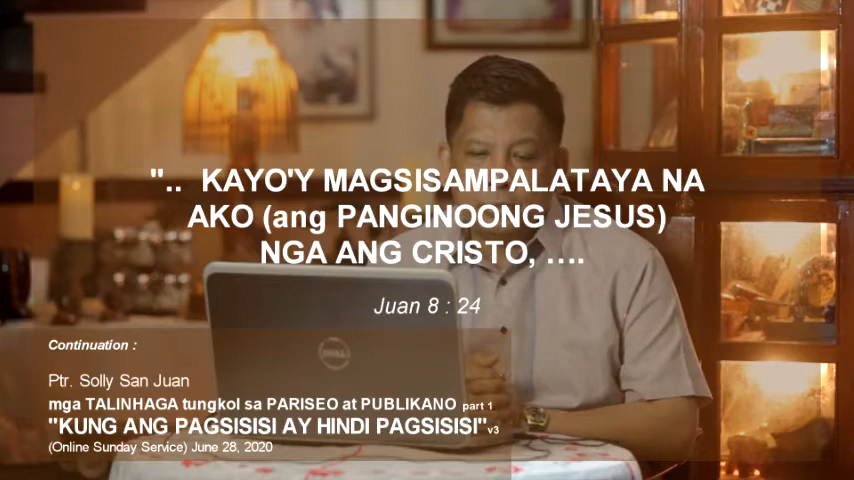 ".. KAYO'Y MAGSISAMPALATAYA NA
AKO (ang PANGINOONG JESUS)
NGA ANG CRISTO, ….
Juan 8 : 24
DELL
Continuation :
Ptr. Solly San Juan
mga TALINHAGA tungkol sa PARISEO at PUBLIKANO part 1
"KUNG ANG PAGSISISI AY HINDI PAGSISISI"v3
(Online Sunday Service) June 28, 2020